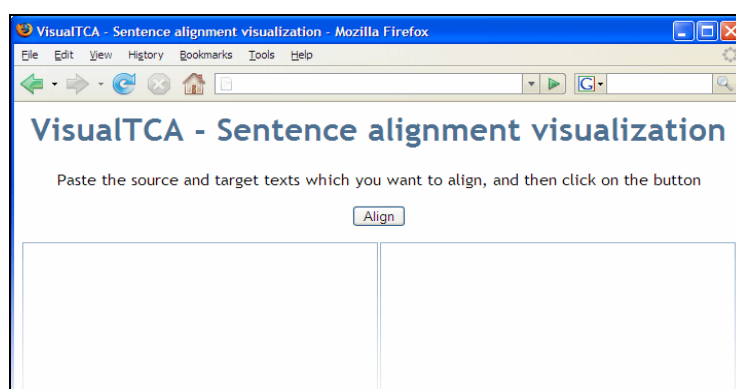 VisualTCA - Sentence alignment visualization - Mozilla Firefox
File Edit View History Bookmarks Tools Help
G
VisualTCA - Sentence alignment visualization
Paste the source and target texts which you want to align, and then click on the button
Align